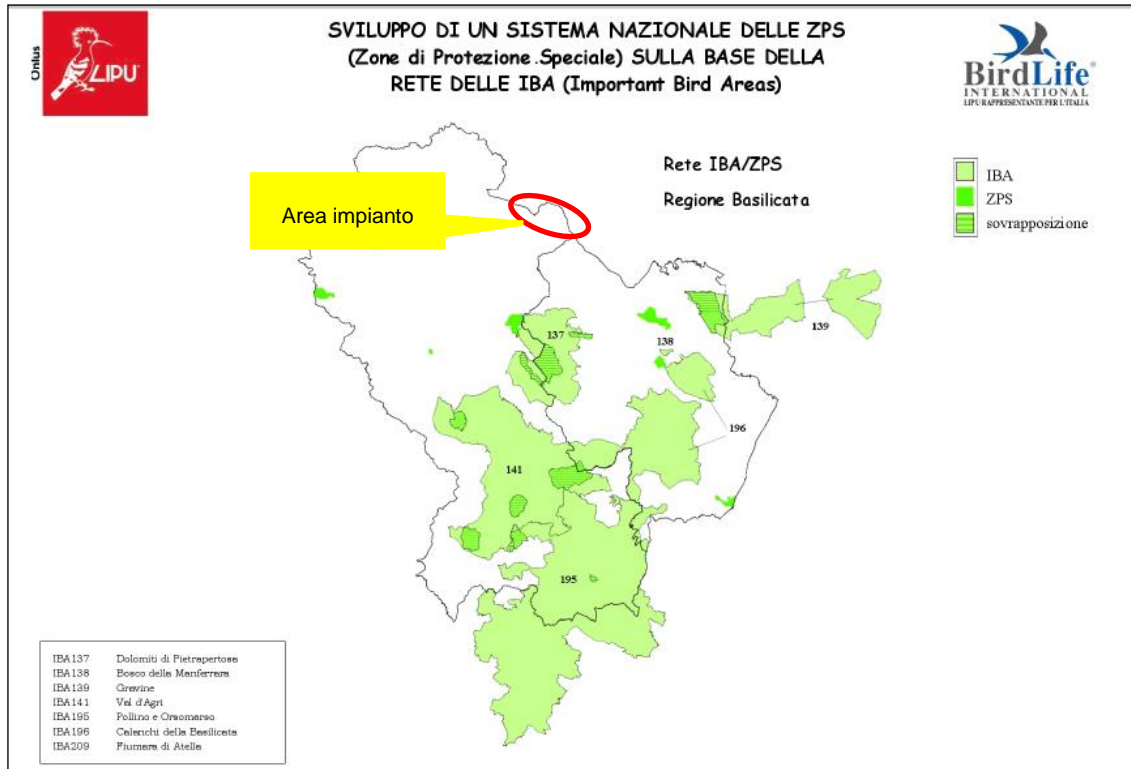 Onlus
LIPU
SVILUPPO DI UN SISTEMA NAZIONALE DELLE ZPS
(Zone di Protezione.Speciale) SULLA BASE DELLA
RETE DELLE IBA (Important Bird Areas)
BirdLife
INTERNATIONAL
LIPU RAPPRESENTANTE PER L'ITALIA
Rete IBA/ZPS
Regione Basilicata
IBA
ZPS
sovrapposizione
Area impianto
137
138
139
196
141
195
IBA137 Dolomiti di Pietrapertosa
IBA138 Bosco della Manferrara
IBA139 Gravine
IBA141 Val d'Agri
IBA195 Pollino e Orsomarso
IBA196 Calanchi della Basilicata
IBA209 Fiumara di Atella